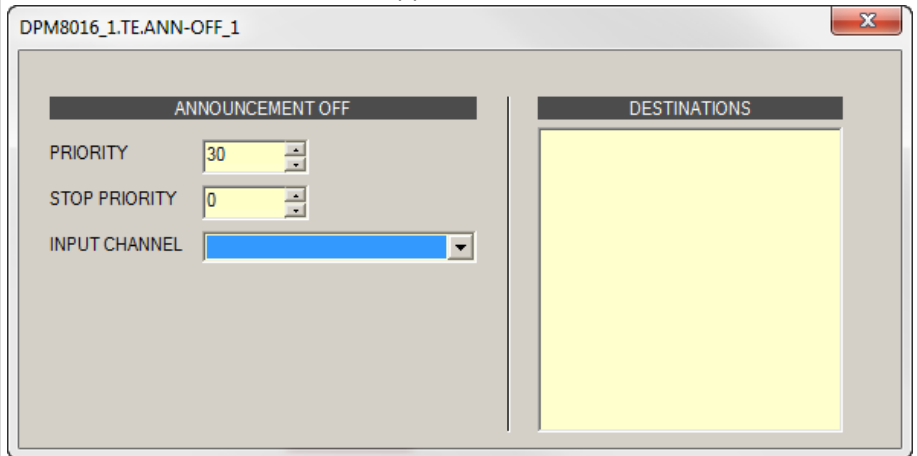 DPM8016_1.TE.ANN-OFF_1
ANNOUNCEMENT OFF
PRIORITY 30
STOP PRIORITY 0
INPUT CHANNEL
DESTINATIONS